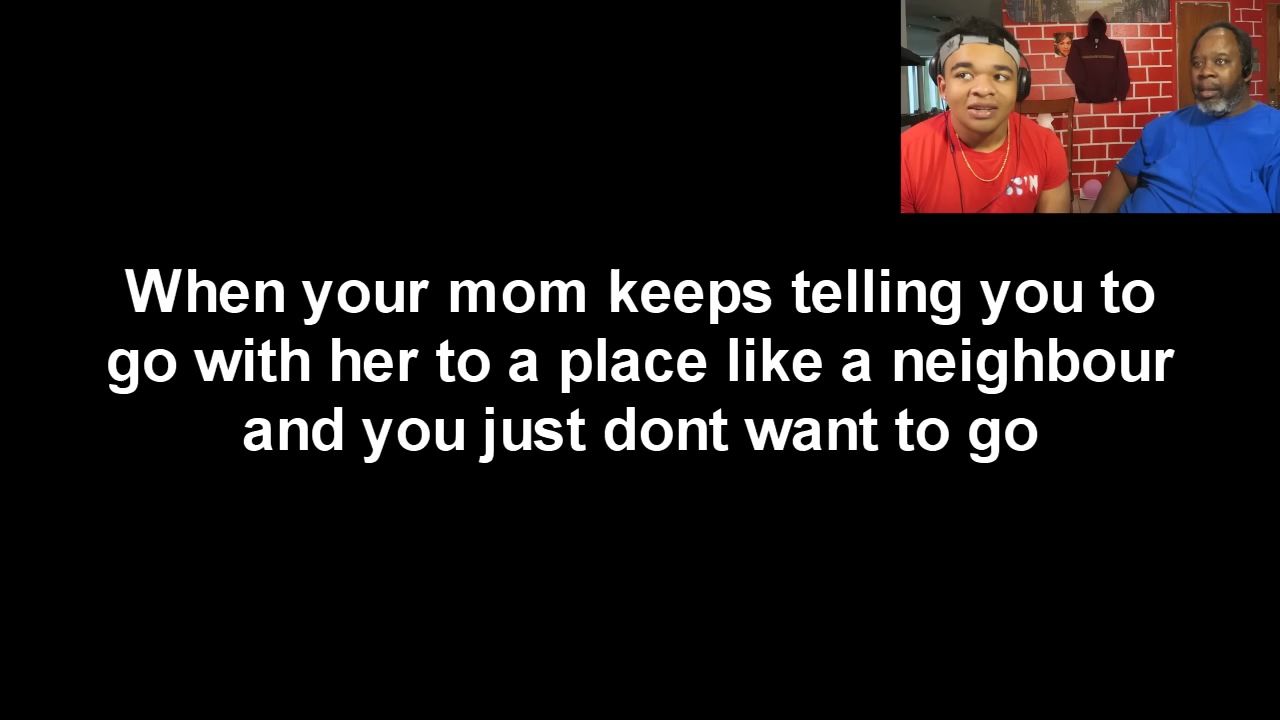 When your mom keeps telling you to
go with her to a place like a neighbour
and you just dont want to go